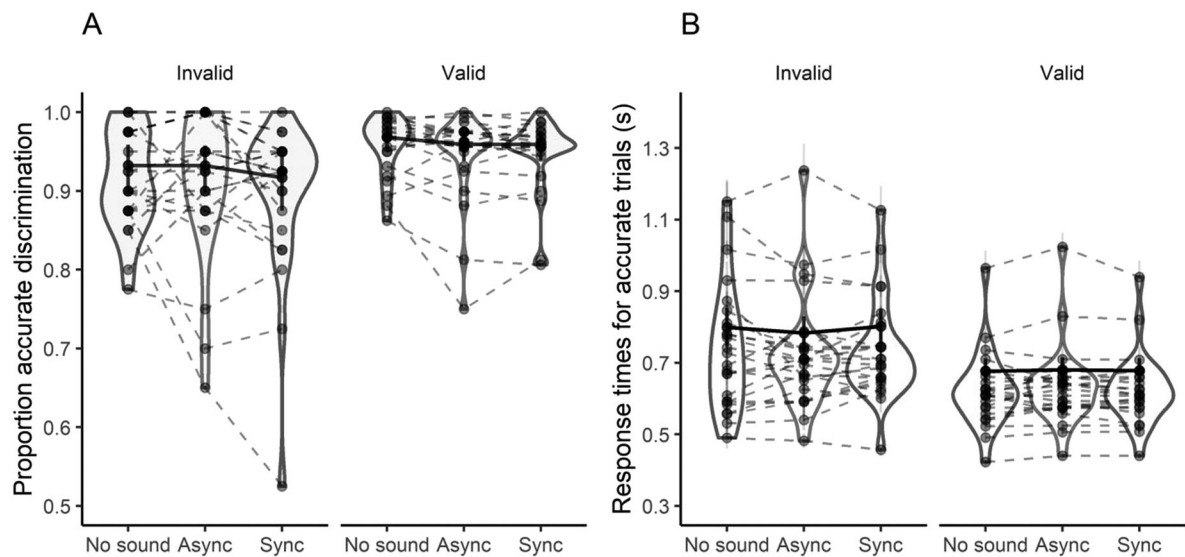 A
B
Invalid
Valid
Invalid
Valid
Proportion accurate discrimination
1.0
0.9
0.8
0.7
0.6
0.5
Response times for accurate trials (s)
1.3
1.1
0.9
0.7
0.5
0.3
No sound Async Sync
No sound Async Sync
No sound Async Sync
No sound Async Sync